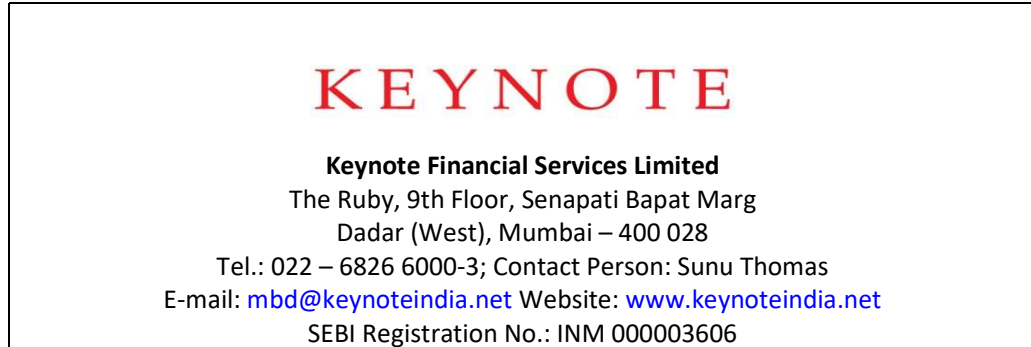 KEYNOTE
Keynote Financial Services Limited
The Ruby, 9th Floor, Senapati Bapat Marg
Dadar (West), Mumbai – 400 028
Tel.: 022 – 6826 6000-3; Contact Person: Sunu Thomas
E-mail: mbd@keynoteindia.net Website: www.keynoteindia.net
SEBI Registration No.: INM 000003606